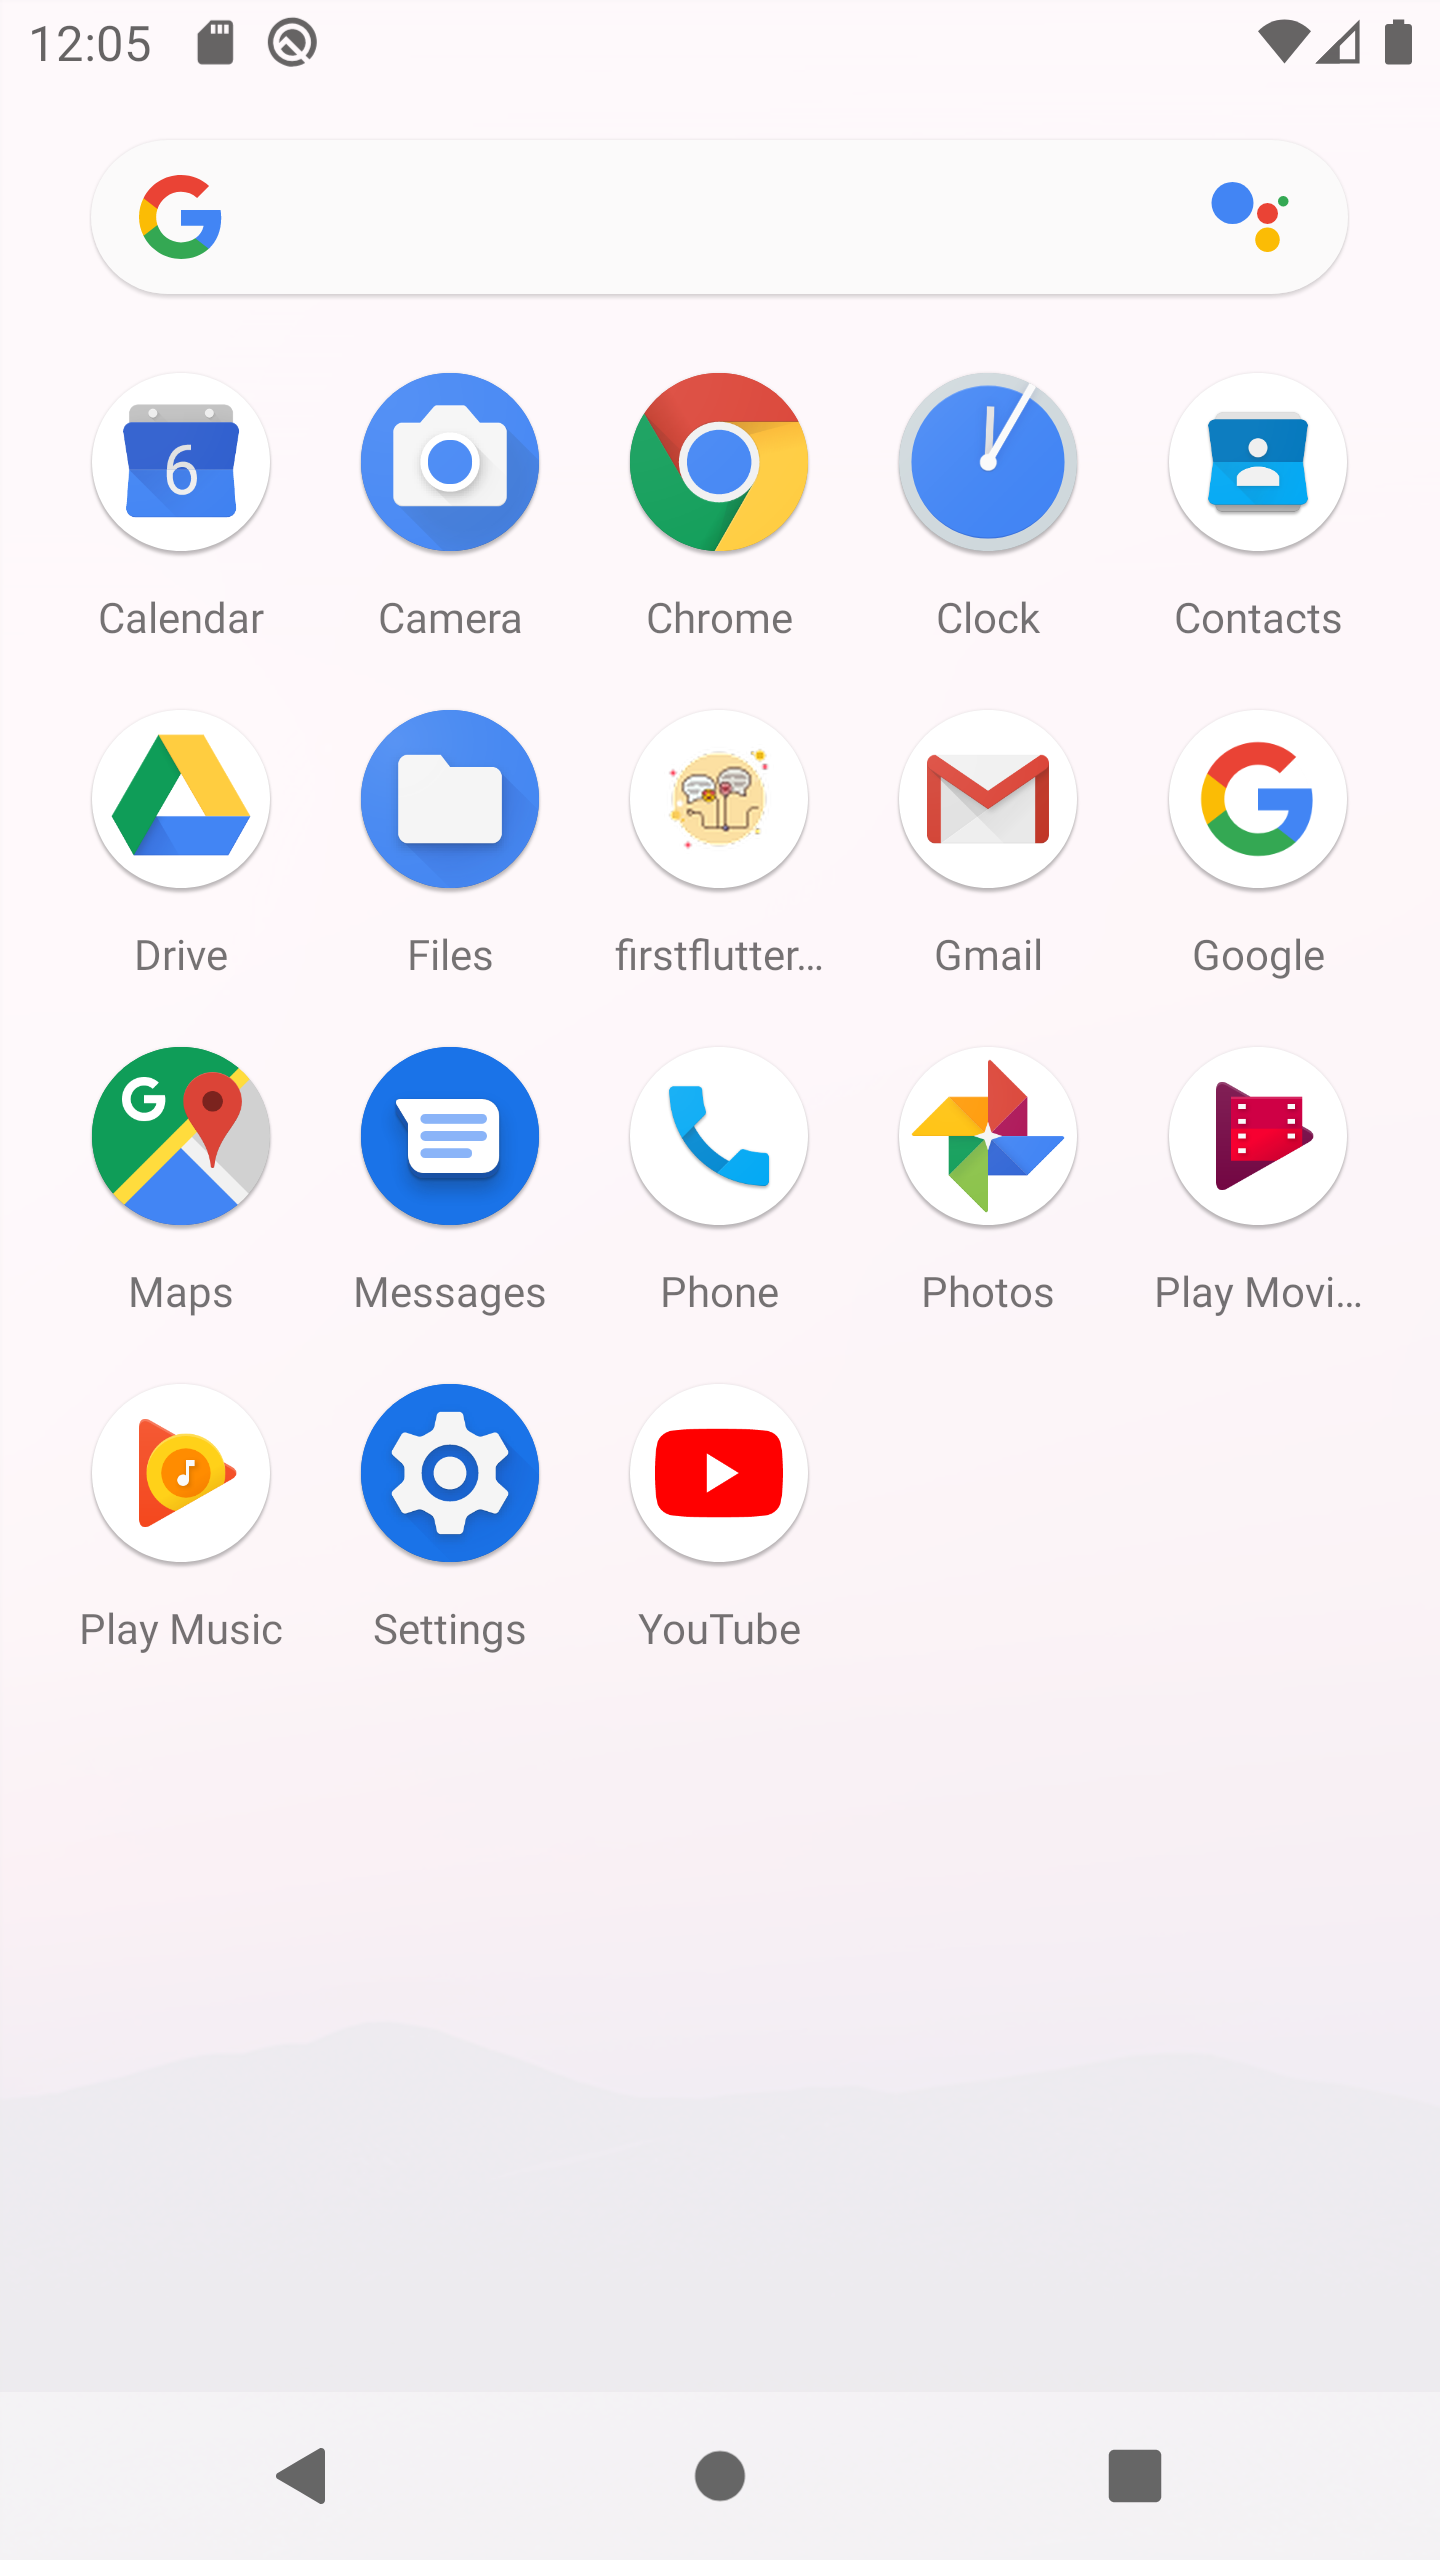 12:05
6
Calendar Camera Chrome Clock Contacts
Drive Files firstflutter... Gmail Google
Maps Messages Phone Photos Play Movi...
Play Music Settings YouTube